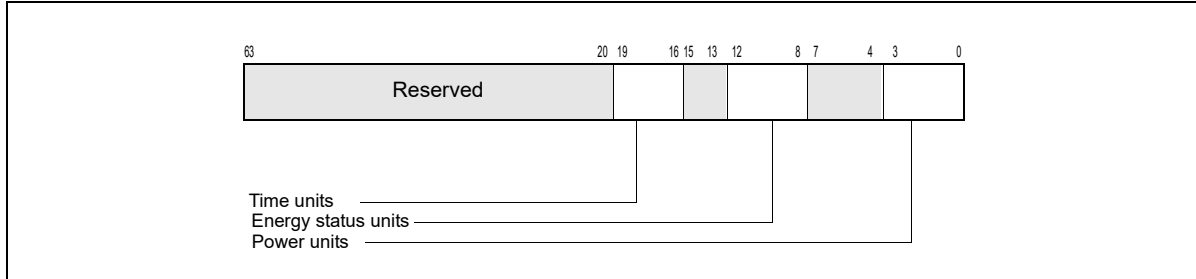 63 20 19 16 15 13 12 8 7 4 3 0
Reserved
Time units
Energy status units
Power units